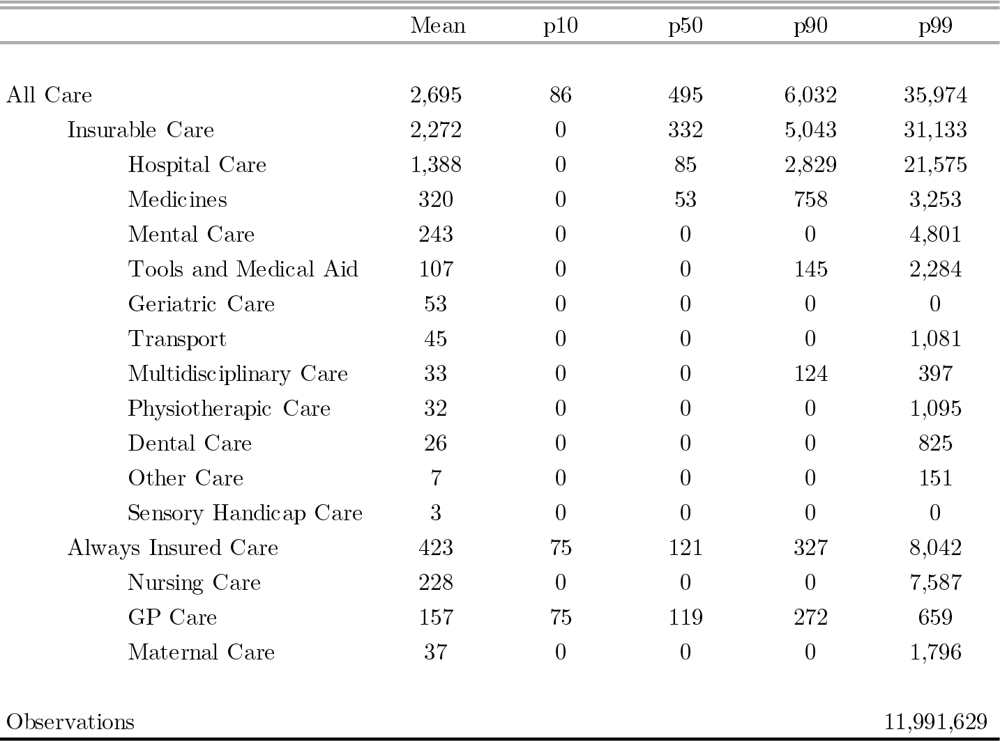 Mean p10 p50 p90 p99
All Care 2,695 86 495 6,032 35,974
Insurable Care 2,272 0 332 5,043 31,133
Hospital Care 1,388 0 85 2,829 21,575
Medicines 320 0 53 758 3,253
Mental Care 243 0 0 0 4,801
Tools and Medical Aid 107 0 0 145 2,284
Geriatric Care 53 0 0 0 0
Transport 45 0 0 0 1,081
Multidisciplinary Care 33 0 0 124 397
Physiotherapic Care 32 0 0 0 1,095
Dental Care 26 0 0 0 825
Other Care 7 0 0 0 151
Sensory Handicap Care 3 0 0 0 0
Always Insured Care 423 75 121 327 8,042
Nursing Care 228 0 0 0 7,587
GP Care 157 75 119 272 659
Maternal Care 37 0 0 0 1,796
Observations 11,991,629